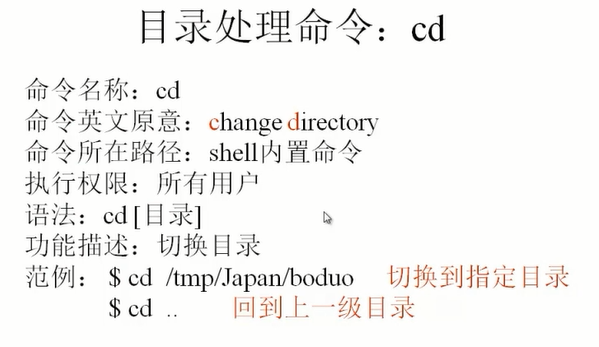 目录处理命令：cd
命令名称：cd
命令英文原意：change directory
命令所在路径：shell内置命令
执行权限：所有用户
语法：cd [目录]
功能描述：切换目录
范例： $ cd /tmp/Japan/boduo 切换到指定目录
$ cd .. 回到上一级目录